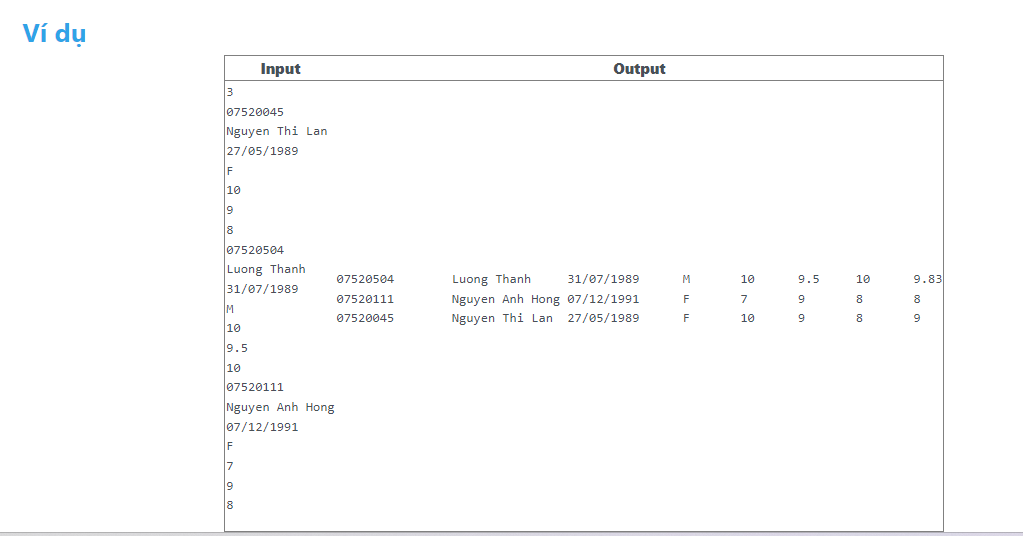 Ví dụ
Input Output
3
07520045
Nguyen Thi Lan
27/05/1989
F
10
9
8
07520504
Luong Thanh
31/07/1989
M
10
9.5
10
07520111
Nguyen Anh Hong
07/12/1991
F
7
9
8
07520504 Luong Thanh 31/07/1989 M 10 9.5 10 9.83
07520111 Nguyen Anh Hong 07/12/1991 F 7 9 8 8
07520045 Nguyen Thi Lan 27/05/1989 F 10 9 8 9